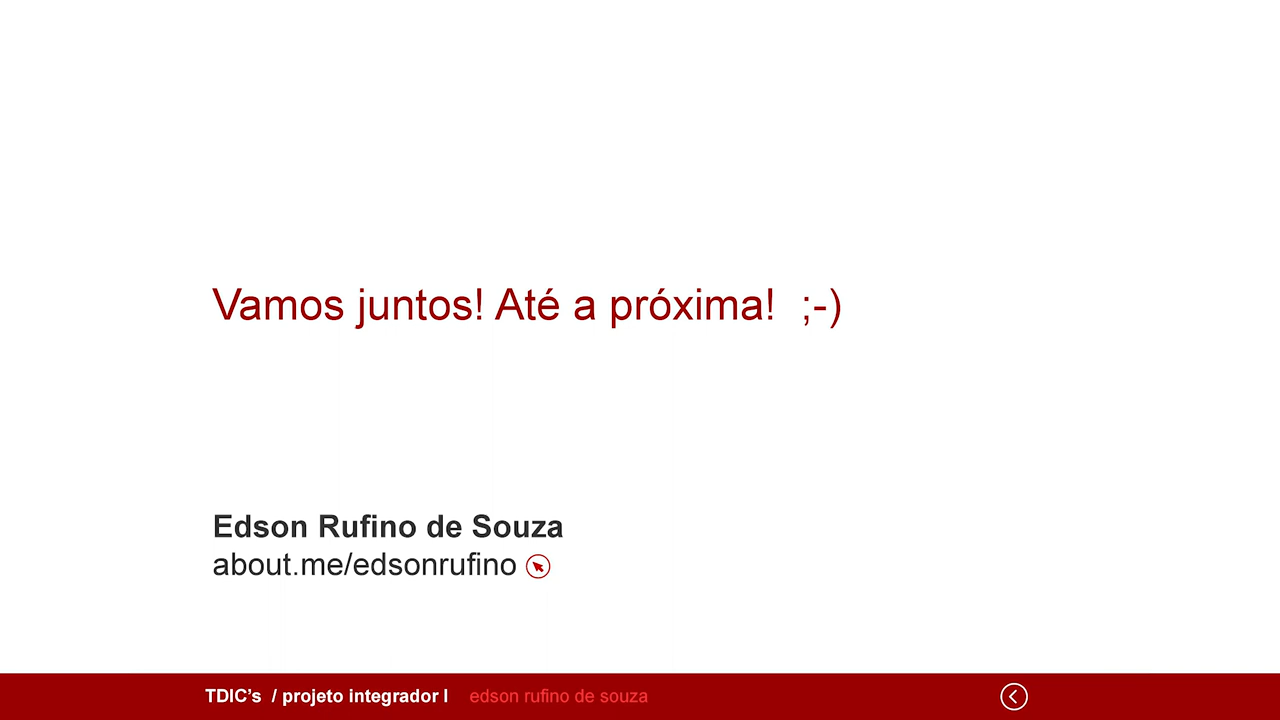 Vamos juntos! Até a próxima!  ;-)
Edson Rufino de Souza
about.me/edsonrufino
TDIC’s  / projeto integrador I    edson rufino de souza